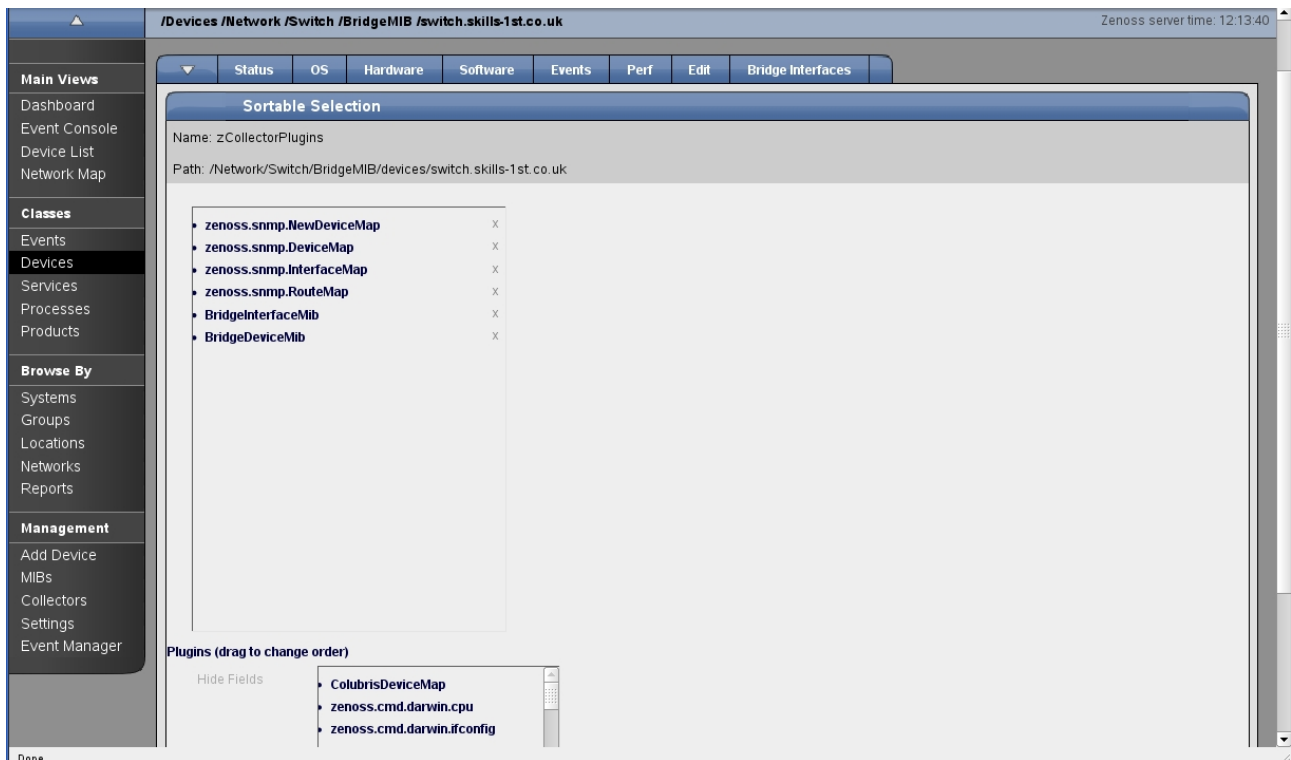 /Devices /Network /Switch /BridgeMIB /switch.skills-1st.co.uk
Zenoss server time: 12:13:40
Status OS Hardware Software Events Perf Edit Bridge Interfaces
Main Views
Dashboard
Event Console
Device List
Network Map
Classes
Events
Devices
Services
Processes
Products
Browse By
Systems
Groups
Locations
Networks
Reports
Management
Add Device
MIBs
Collectors
Settings
Event Manager
Sortable Selection
Name: zCollectorPlugins
Path: /Network/Switch/BridgeMIB/devices/switch.skills-1st.co.uk
• zenoss.snmp.NewDeviceMap x
• zenoss.snmp.DeviceMap x
• zenoss.snmp.InterfaceMap x
• zenoss.snmp.RouteMap x
• BridgeInterfaceMib x
• BridgeDeviceMib x
Plugins (drag to change order)
Hide Fields
• ColubrisDeviceMap
• zenoss.cmd.darwin.cpu
• zenoss.cmd.darwin.ifconfig
Done